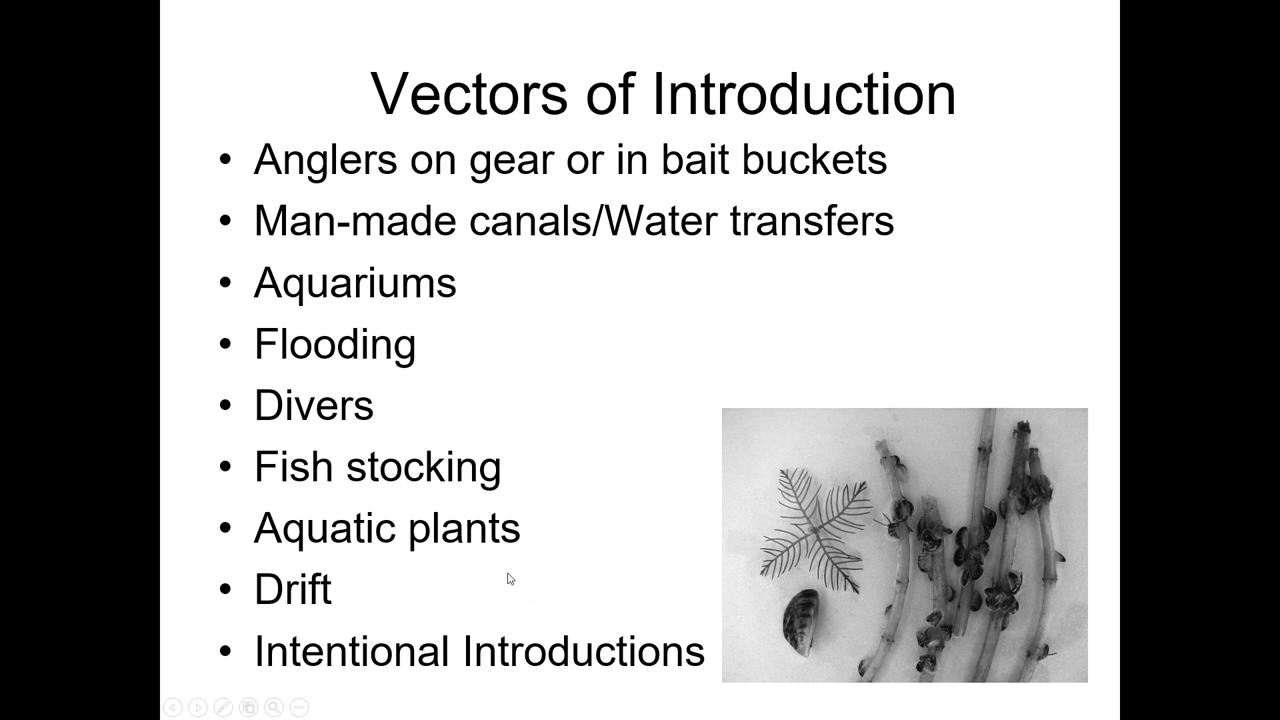 Vectors of Introduction
• Anglers on gear or in bait buckets
• Man-made canals/Water transfers
• Aquariums
• Flooding
• Divers
• Fish stocking
• Aquatic plants
• Drift
• Intentional Introductions